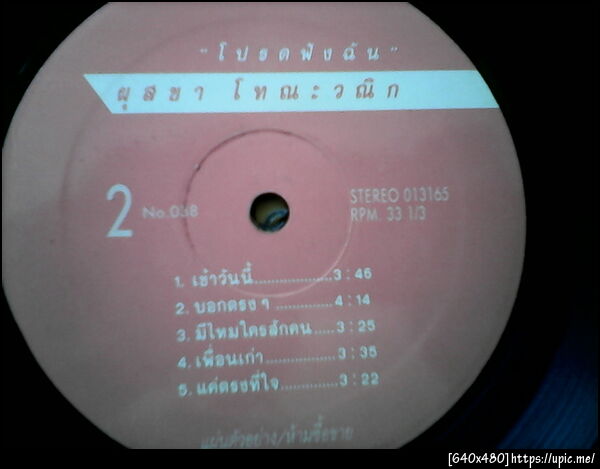 "โปรดฟังฉัน"
ผุสชา โทณะวณิก
2
No.038
STEREO 013165
RPM. 33 1/3
1. เช้าวันนี้..................3:46
2. บอกตรงๆ.............4:14
3. มีไหมใครสักคน.....3:25
4. เพื่อนเก่า................3:35
5. แค่ตรงที่ใจ.............3:22
แผ่นตัวอย่าง/ห้ามซื้อขาย
[640x480]https://upic.me/